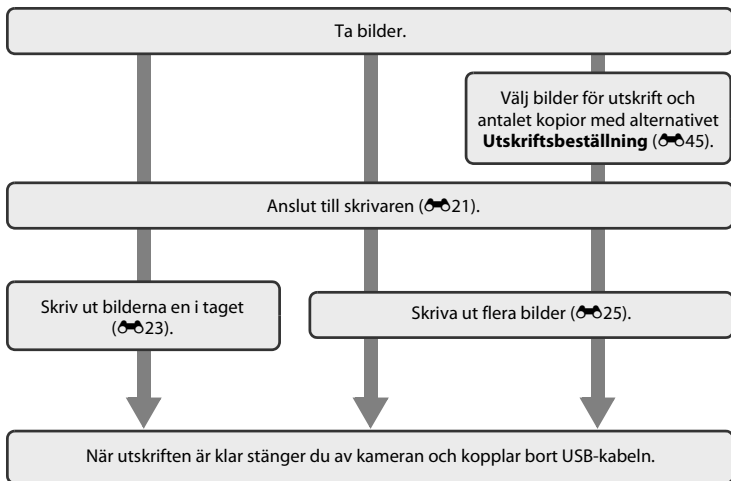 Ta bilder.
Välj bilder för utskrift och
antalet kopior med alternativet
Utskriftsbeställning (45).
Anslut till skrivaren (21).
Skriv ut bilderna en i taget
(23).
Skriva ut flera bilder (25).
När utskriften är klar stänger du av kameran och kopplar bort USB-kabeln.